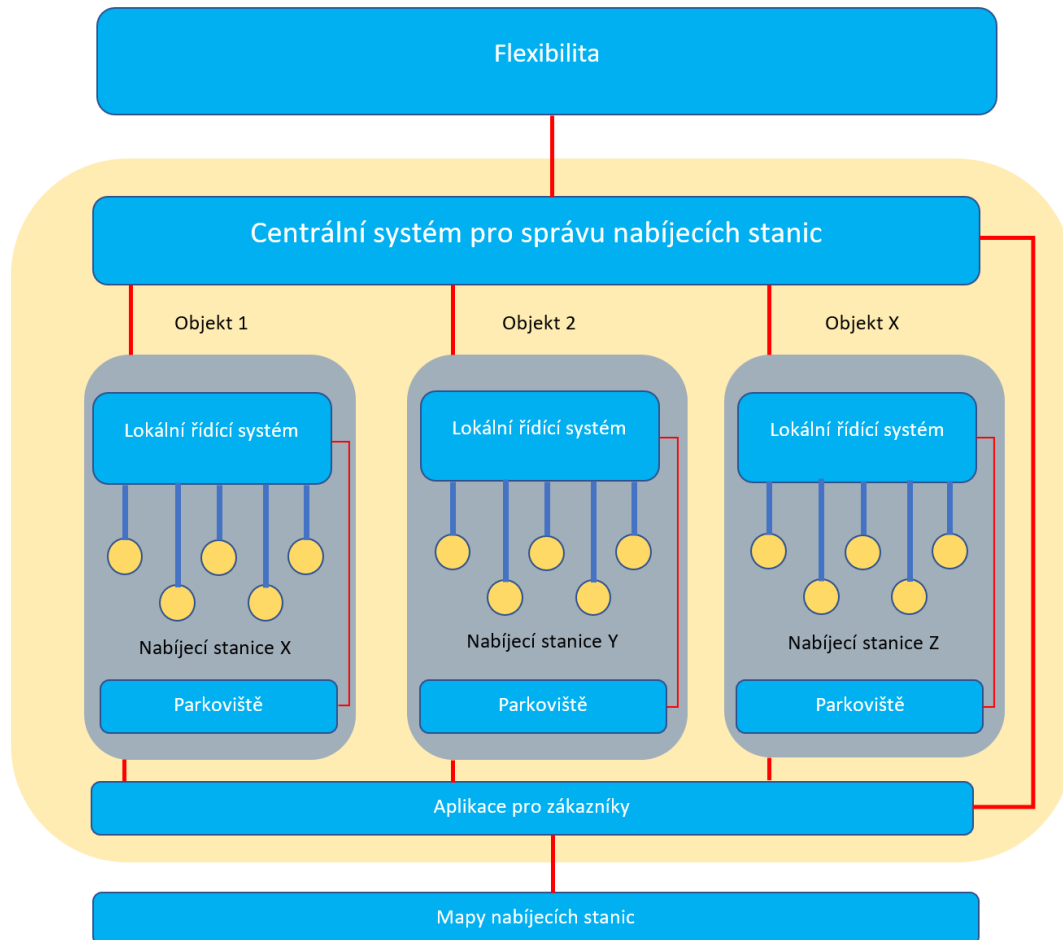 Flexibilita
Centrální systém pro správu nabíjecích stanic
Objekt 1
Objekt 2
Objekt X
Lokální řídící systém
Lokální řídící systém
Lokální řídící systém
Nabíjecí stanice X
Nabíjecí stanice Y
Nabíjecí stanice Z
Parkoviště
Parkoviště
Parkoviště
Aplikace pro zákazníky
Mapy nabíjecích stanic